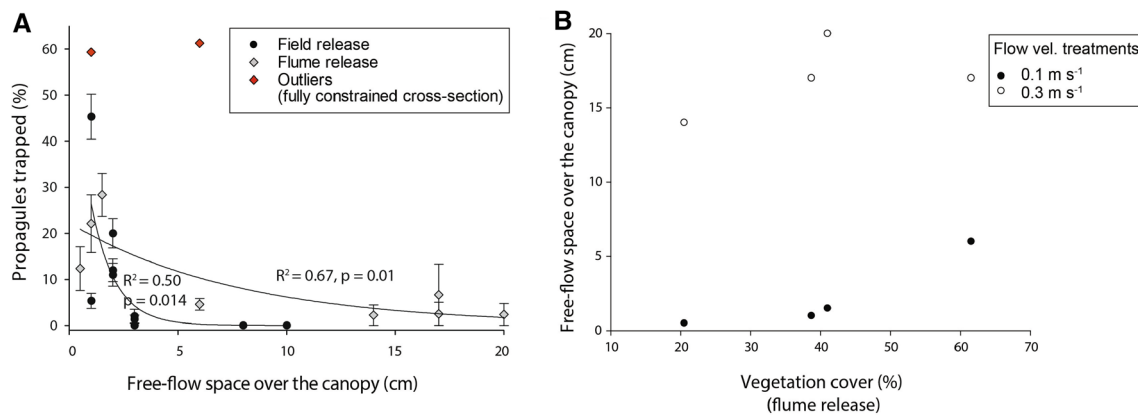 A
Propagules trapped (%)
60
50
40
30
20
10
0
Field release
Flume release
Outliers
(fully constrained cross-section)
R² = 0.50
p = 0.014
R² = 0.67, p = 0.01
0 5 10 15 20
Free-flow space over the canopy (cm)
B
Free-flow space over the canopy (cm)
20
15
10
5
0
Flow vel. treatments
0.1 m s⁻¹
0.3 m s⁻¹
10 20 30 40 50 60 70
Vegetation cover (%)
(flume release)